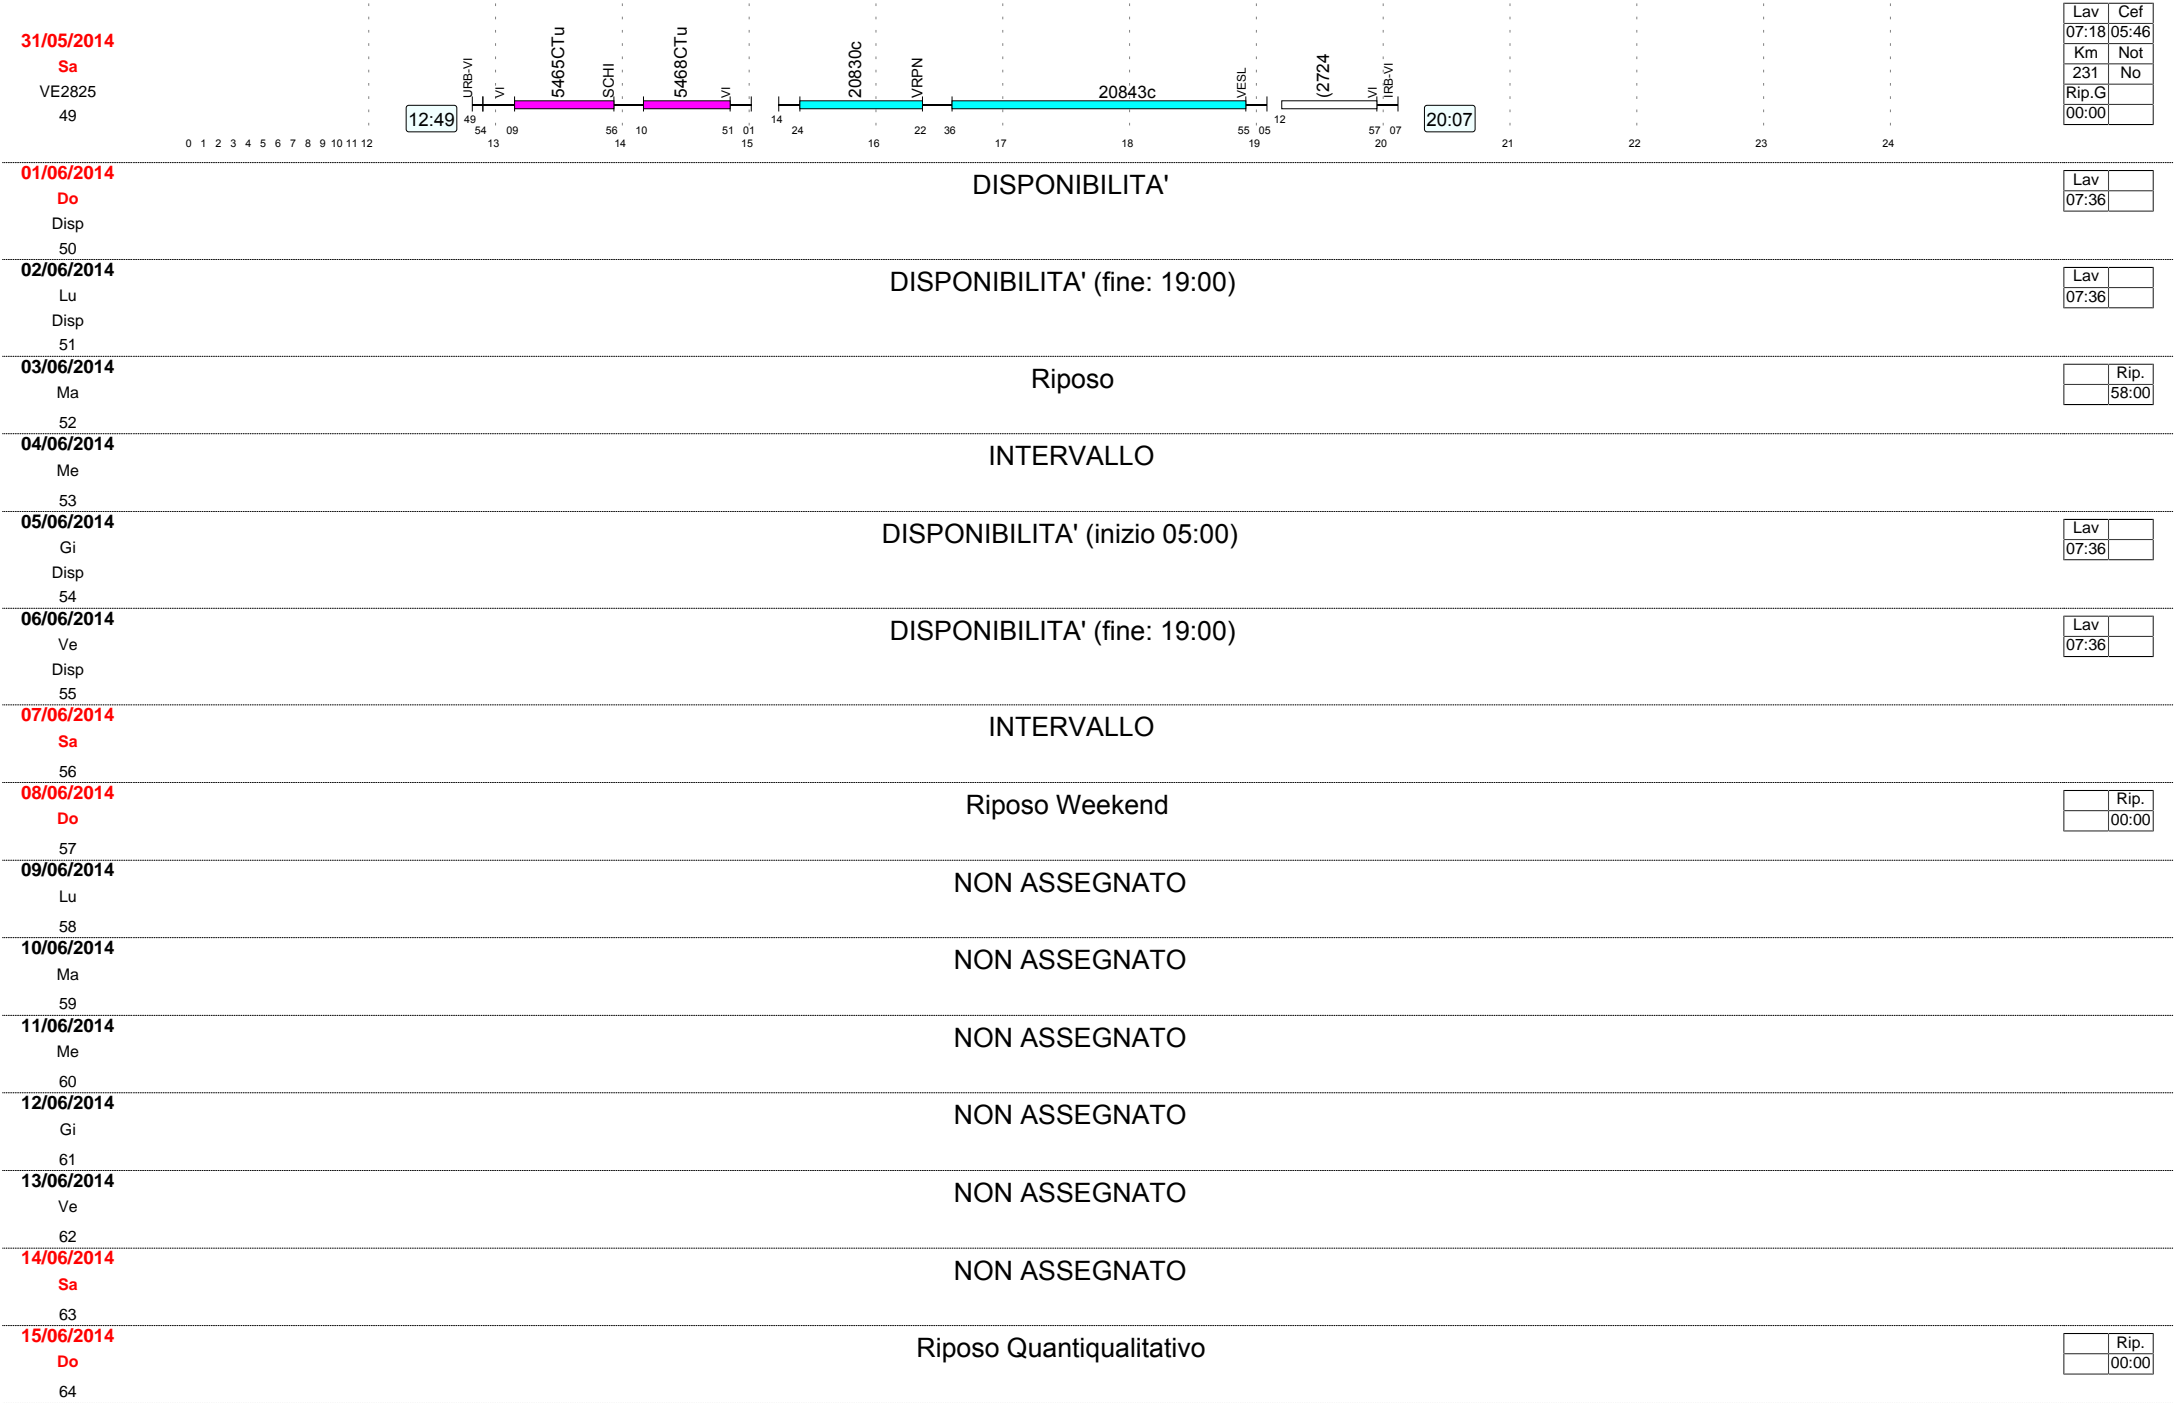 31/05/2014
Sa
VE2825
49
12:49
URB-VI
VI
5465CTu
SCHI
5468CTu
VI
20830c
VRPN
20843c
VESL
(2724
VI
IRB-VI
20:07
49 54 09 56 10 51 01 14 24 22 36 55 05 12 57 07
0 1 2 3 4 5 6 7 8 9 10 11 12 13 14 15 16 17 18 19 20 21 22 23 24
Lav Cef
07:18 05:46
Km Not
231 No
Rip.G
00:00
01/06/2014
Do
Disp
50
DISPONIBILITA'
Lav
07:36
02/06/2014
Lu
Disp
51
DISPONIBILITA' (fine: 19:00)
Lav
07:36
03/06/2014
Ma
52
Riposo
Rip.
58:00
04/06/2014
Me
53
INTERVALLO
05/06/2014
Gi
Disp
54
DISPONIBILITA' (inizio 05:00)
Lav
07:36
06/06/2014
Ve
Disp
55
DISPONIBILITA' (fine: 19:00)
Lav
07:36
07/06/2014
Sa
56
INTERVALLO
08/06/2014
Do
57
Riposo Weekend
Rip.
00:00
09/06/2014
Lu
58
NON ASSEGNATO
10/06/2014
Ma
59
NON ASSEGNATO
11/06/2014
Me
60
NON ASSEGNATO
12/06/2014
Gi
61
NON ASSEGNATO
13/06/2014
Ve
62
NON ASSEGNATO
14/06/2014
Sa
63
NON ASSEGNATO
15/06/2014
Do
64
Riposo Quantiqualitativo
Rip.
00:00